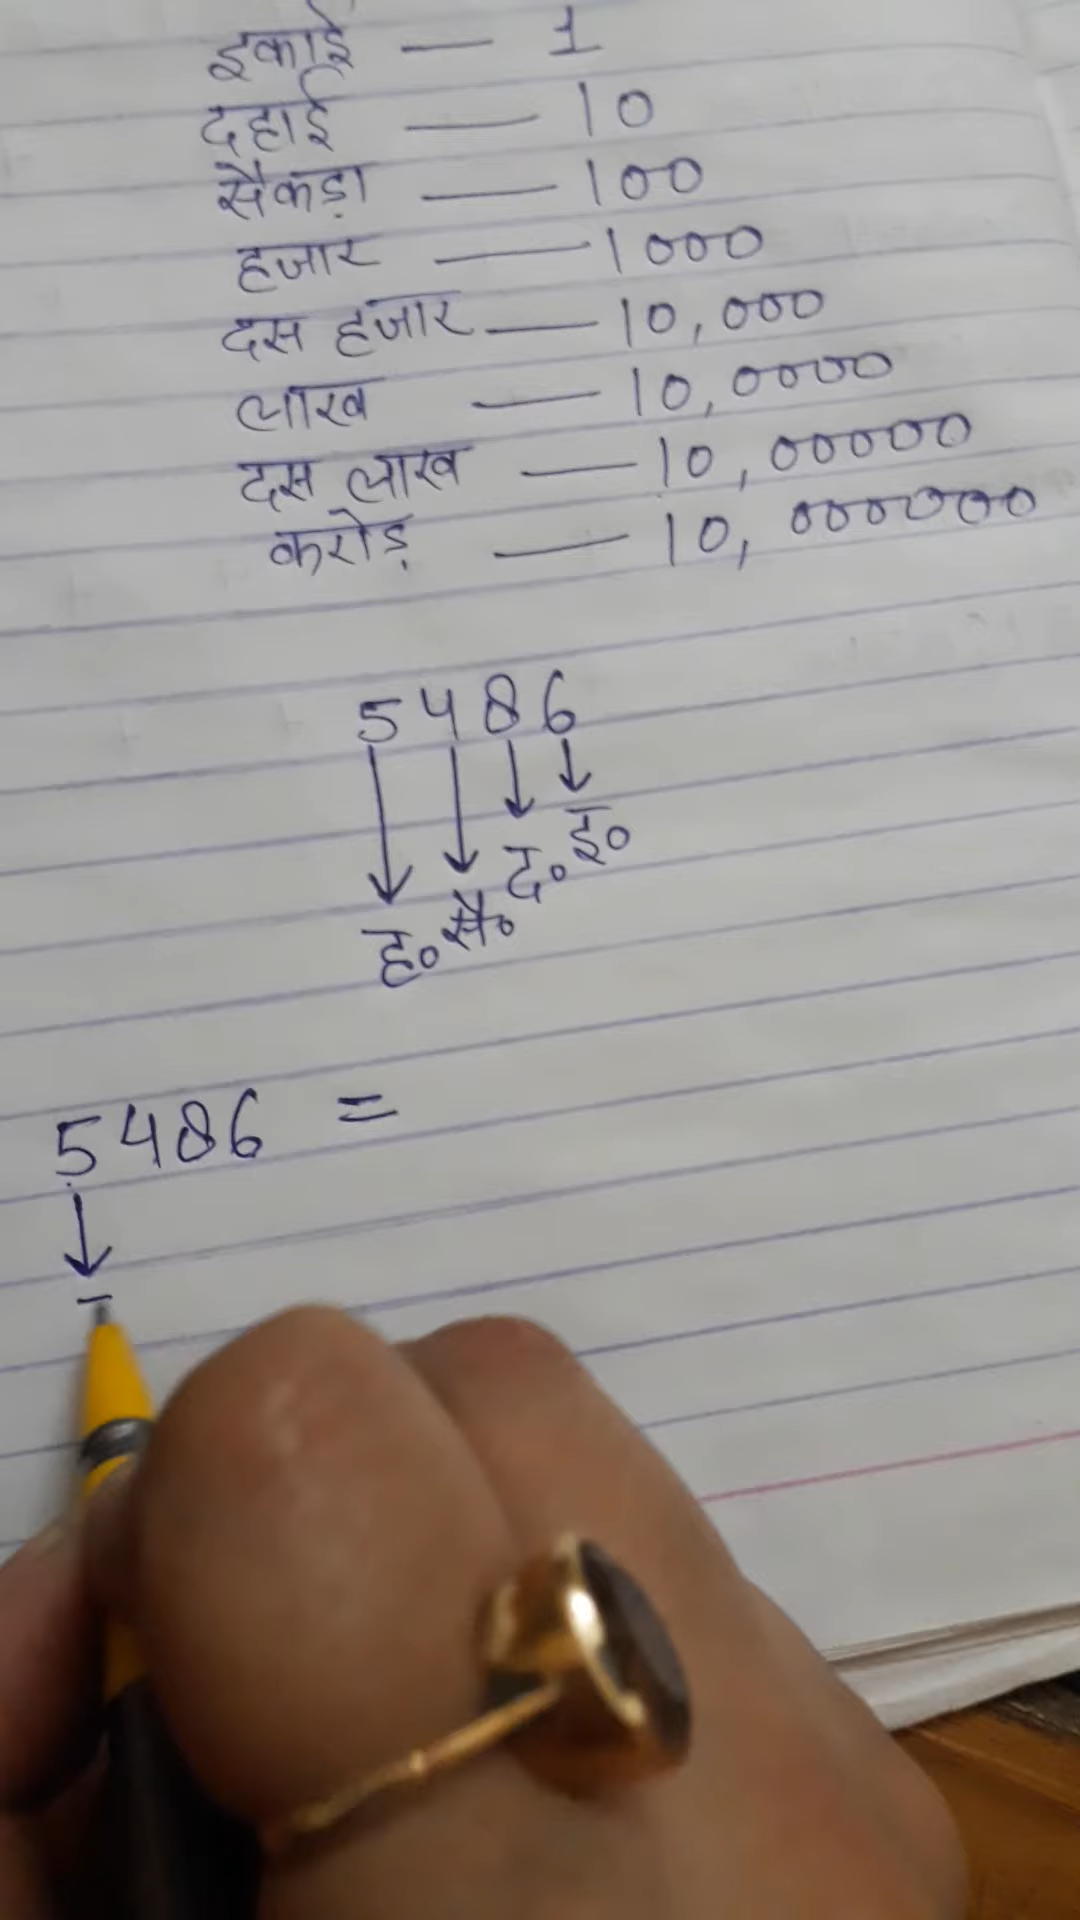 इकाई — 1
दहाई — 10
सैकड़ा — 100
हजार — 1000
दस हजार — 10,000
लाख — 10,0000
दस लाख — 10,00000
करोड़ — 10,000000
5486
↓ ↓ ↓ ↓
ह० सै० द० इ०
5486 =
↓